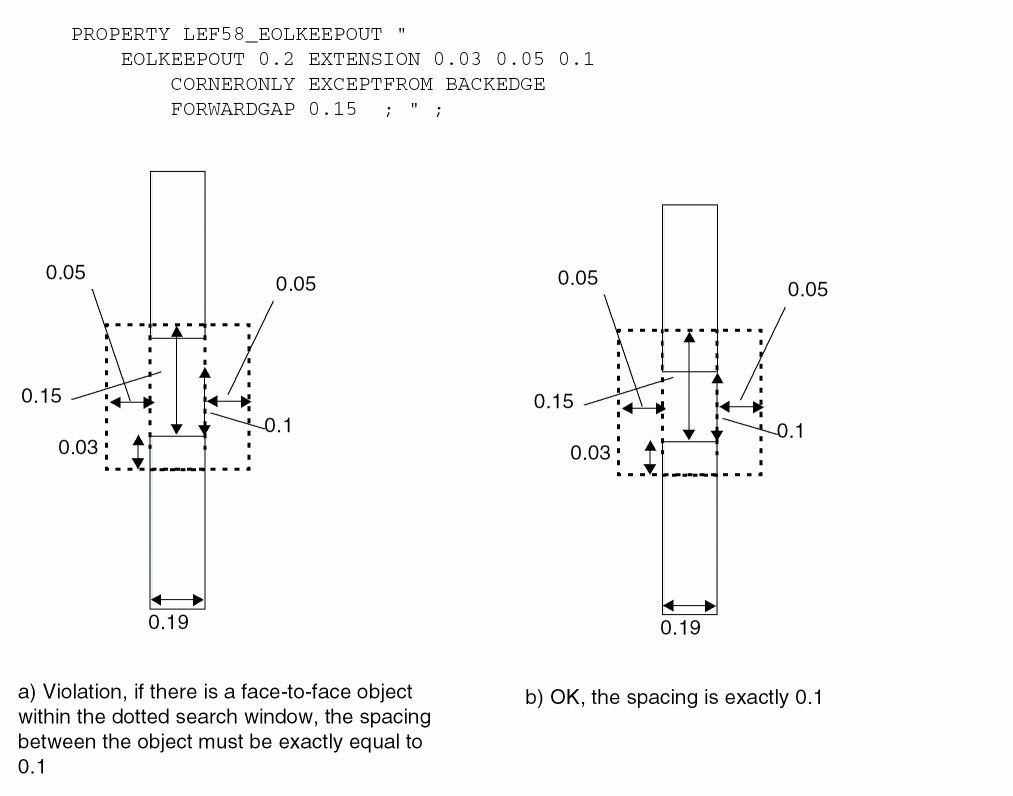 PROPERTY LEF58_EOLKEEPOUT "
EOLKEEPOUT 0.2 EXTENSION 0.03 0.05 0.1
CORNERONLY EXCEPTFROM BACKEDGE
FORWARDGAP 0.15 ; " ;
0.05
0.05
0.15
0.1
0.03
0.19
a) Violation, if there is a face-to-face object
within the dotted search window, the spacing
between the object must be exactly equal to
0.1
0.05
0.05
0.15
0.1
0.03
0.19
b) OK, the spacing is exactly 0.1